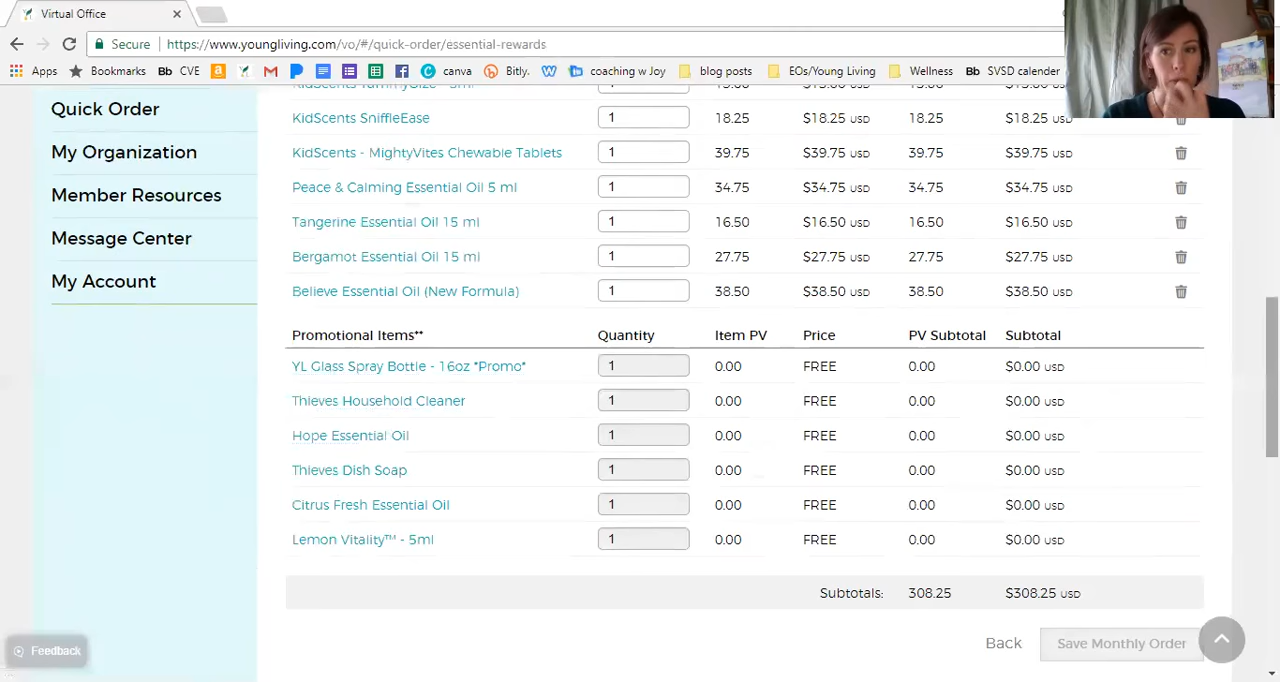 Virtual Office
Secure https://www.youngliving.com/vo/#/quick-order/essential-rewards
Apps Bookmarks Bb CVE canva Bitly. coaching w Joy blog posts EOs/Young Living Wellness Bb SVSD calender
Quick Order
My Organization
Member Resources
Message Center
My Account
KidScents SniffleEase 1 18.25 $18.25 USD 18.25 $18.25 USD
KidScents - MightyVites Chewable Tablets 1 39.75 $39.75 USD 39.75 $39.75 USD
Peace & Calming Essential Oil 5 ml 1 34.75 $34.75 USD 34.75 $34.75 USD
Tangerine Essential Oil 15 ml 1 16.50 $16.50 USD 16.50 $16.50 USD
Bergamot Essential Oil 15 ml 1 27.75 $27.75 USD 27.75 $27.75 USD
Believe Essential Oil (New Formula) 1 38.50 $38.50 USD 38.50 $38.50 USD
Promotional Items** Quantity Item PV Price PV Subtotal Subtotal
YL Glass Spray Bottle - 16oz *Promo* 1 0.00 FREE 0.00 $0.00 USD
Thieves Household Cleaner 1 0.00 FREE 0.00 $0.00 USD
Hope Essential Oil 1 0.00 FREE 0.00 $0.00 USD
Thieves Dish Soap 1 0.00 FREE 0.00 $0.00 USD
Citrus Fresh Essential Oil 1 0.00 FREE 0.00 $0.00 USD
Lemon Vitality™ - 5ml 1 0.00 FREE 0.00 $0.00 USD
Subtotals: 308.25 $308.25 USD
Back Save Monthly Order
Feedback